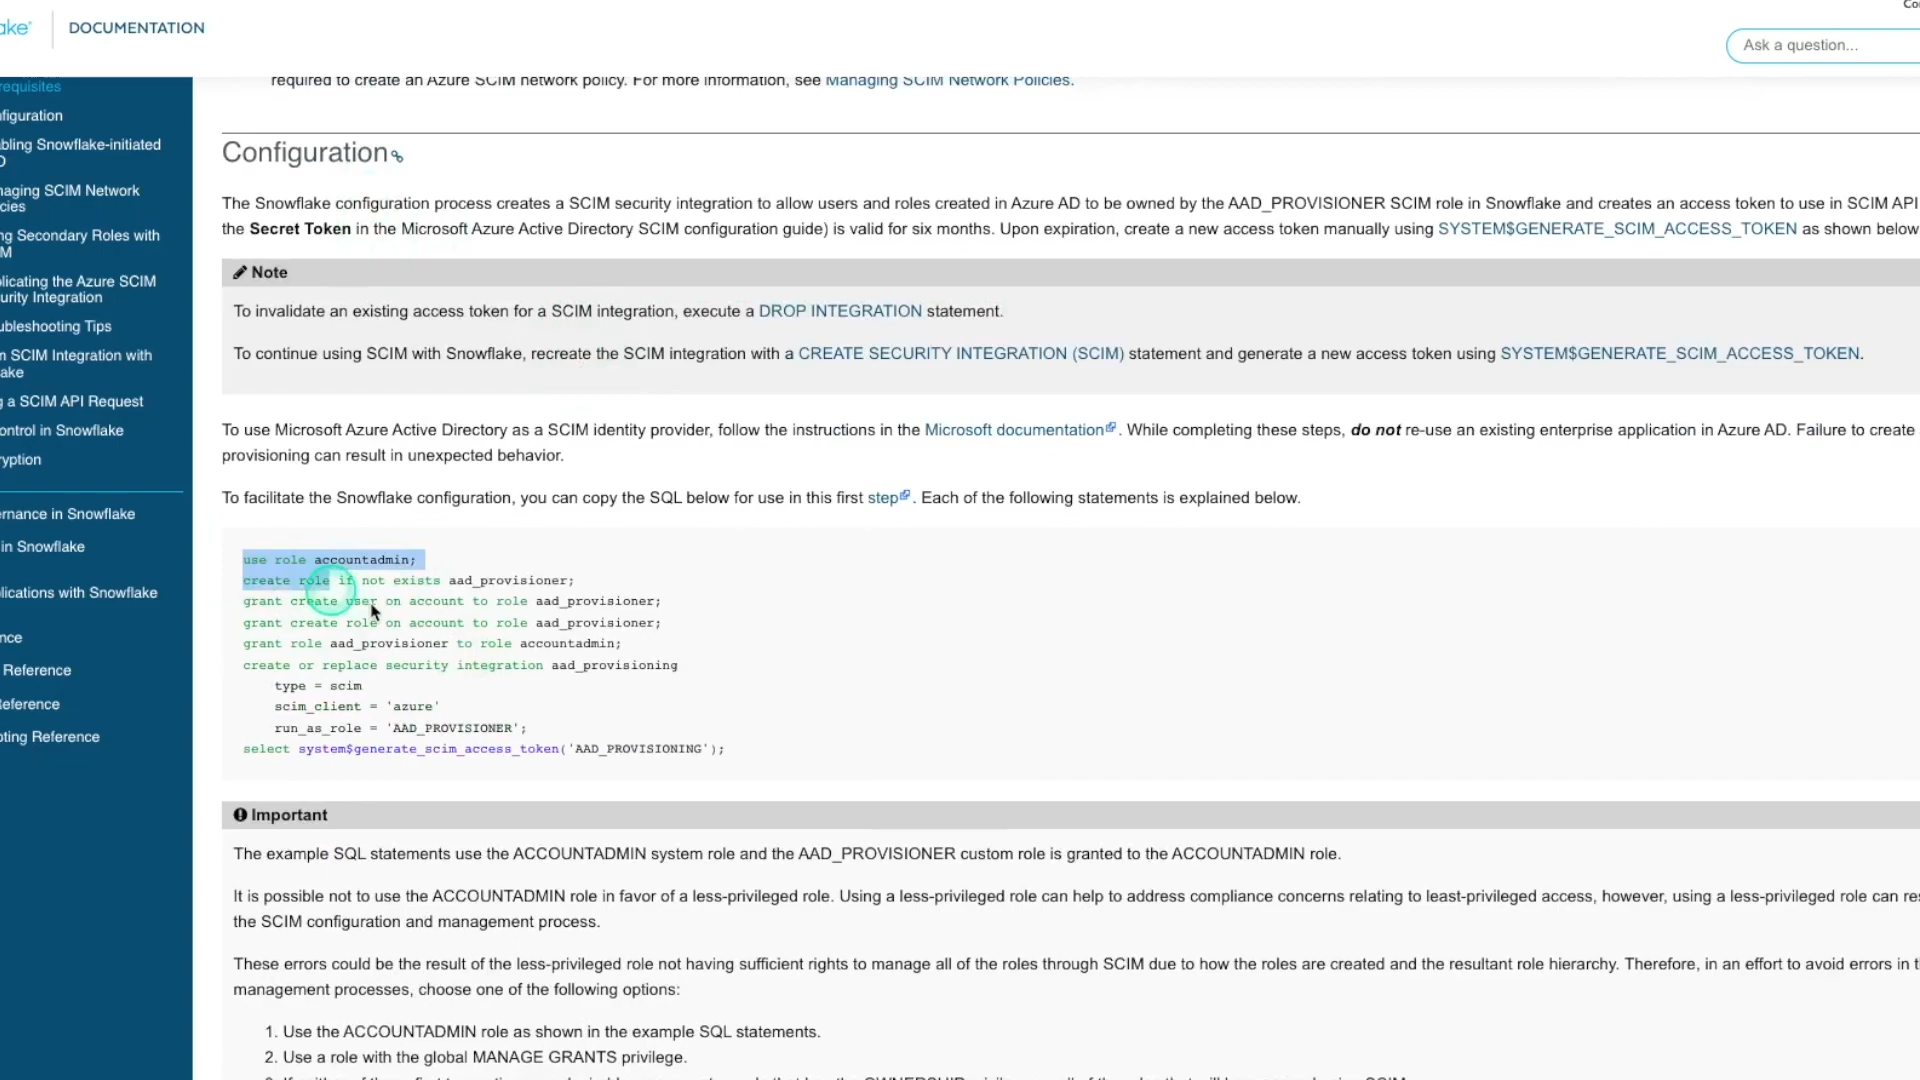 ake
DOCUMENTATION
Ask a question...
requisites
figuration
bling Snowflake-initiated
O
naging SCIM Network
cies
ng Secondary Roles with
M
licating the Azure SCIM
urity Integration
ubleshooting Tips
m SCIM Integration with
ake
g a SCIM API Request
ontrol in Snowflake
ryption
ernance in Snowflake
in Snowflake
lications with Snowflake
nce
Reference
Reference
oting Reference
required to create an Azure SCIM network policy. For more information, see Managing SCIM Network Policies.
Configuration
The Snowflake configuration process creates a SCIM security integration to allow users and roles created in Azure AD to be owned by the AAD_PROVISIONER SCIM role in Snowflake and creates an access token to use in SCIM API
the Secret Token in the Microsoft Azure Active Directory SCIM configuration guide) is valid for six months. Upon expiration, create a new access token manually using SYSTEM$GENERATE_SCIM_ACCESS_TOKEN as shown below
Note
To invalidate an existing access token for a SCIM integration, execute a DROP INTEGRATION statement.
To continue using SCIM with Snowflake, recreate the SCIM integration with a CREATE SECURITY INTEGRATION (SCIM) statement and generate a new access token using SYSTEM$GENERATE_SCIM_ACCESS_TOKEN.
To use Microsoft Azure Active Directory as a SCIM identity provider, follow the instructions in the Microsoft documentation. While completing these steps, do not re-use an existing enterprise application in Azure AD. Failure to create
provisioning can result in unexpected behavior.
To facilitate the Snowflake configuration, you can copy the SQL below for use in this first step. Each of the following statements is explained below.
use role accountadmin;
create role if not exists aad_provisioner;
grant create user on account to role aad_provisioner;
grant create role on account to role aad_provisioner;
grant role aad_provisioner to role accountadmin;
create or replace security integration aad_provisioning
type = scim
scim_client = 'azure'
run_as_role = 'AAD_PROVISIONER';
select system$generate_scim_access_token('AAD_PROVISIONING');
Important
The example SQL statements use the ACCOUNTADMIN system role and the AAD_PROVISIONER custom role is granted to the ACCOUNTADMIN role.
It is possible not to use the ACCOUNTADMIN role in favor of a less-privileged role. Using a less-privileged role can help to address compliance concerns relating to least-privileged access, however, using a less-privileged role can re
the SCIM configuration and management process.
These errors could be the result of the less-privileged role not having sufficient rights to manage all of the roles through SCIM due to how the roles are created and the resultant role hierarchy. Therefore, in an effort to avoid errors in
management processes, choose one of the following options:
1. Use the ACCOUNTADMIN role as shown in the example SQL statements.
2. Use a role with the global MANAGE GRANTS privilege.